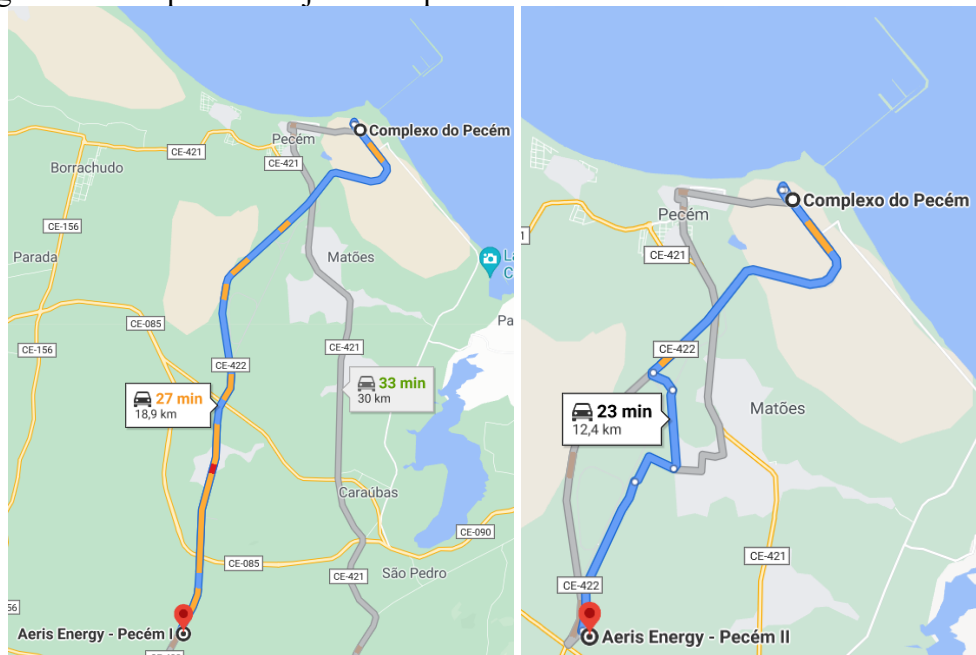 Complexo do Pecém
Pecém
CE-421
CE-421
Borrachudo
CE-156
Parada
Matões
CE-085
CE-156
CE-421
CE-422
27 min
18,9 km
33 min
30 km
Caraúbas
CE-090
CE-085
São Pedro
CE-421
Aeris Energy - Pecém I
Complexo do Pecém
Pecém
CE-421
CE-422
23 min
12,4 km
Matões
CE-421
CE-422
Aeris Energy - Pecém II